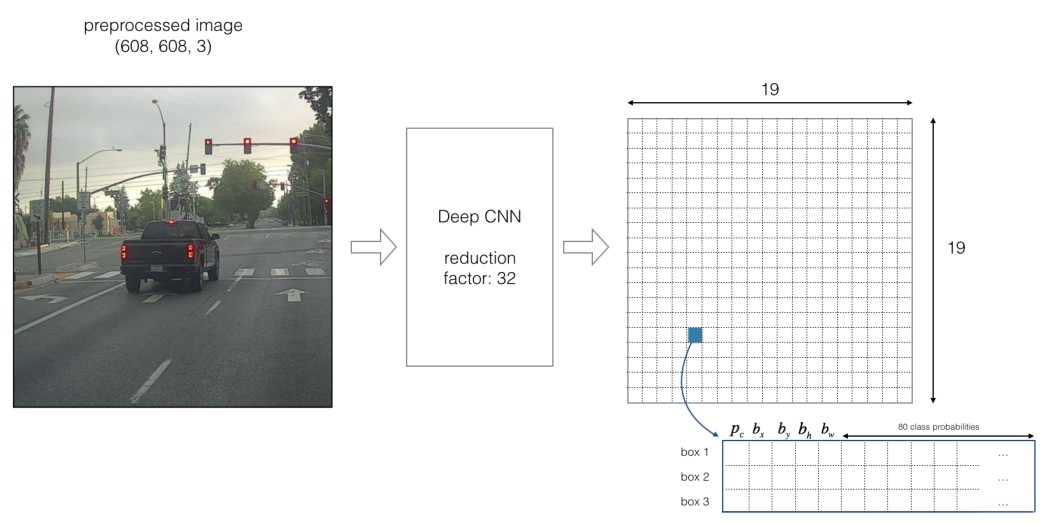 preprocessed image
(608, 608, 3)
Deep CNN
reduction
factor: 32
19
19
p_c b_x b_y b_h b_w 80 class probabilities
box 1 ...
box 2 ...
box 3 ...